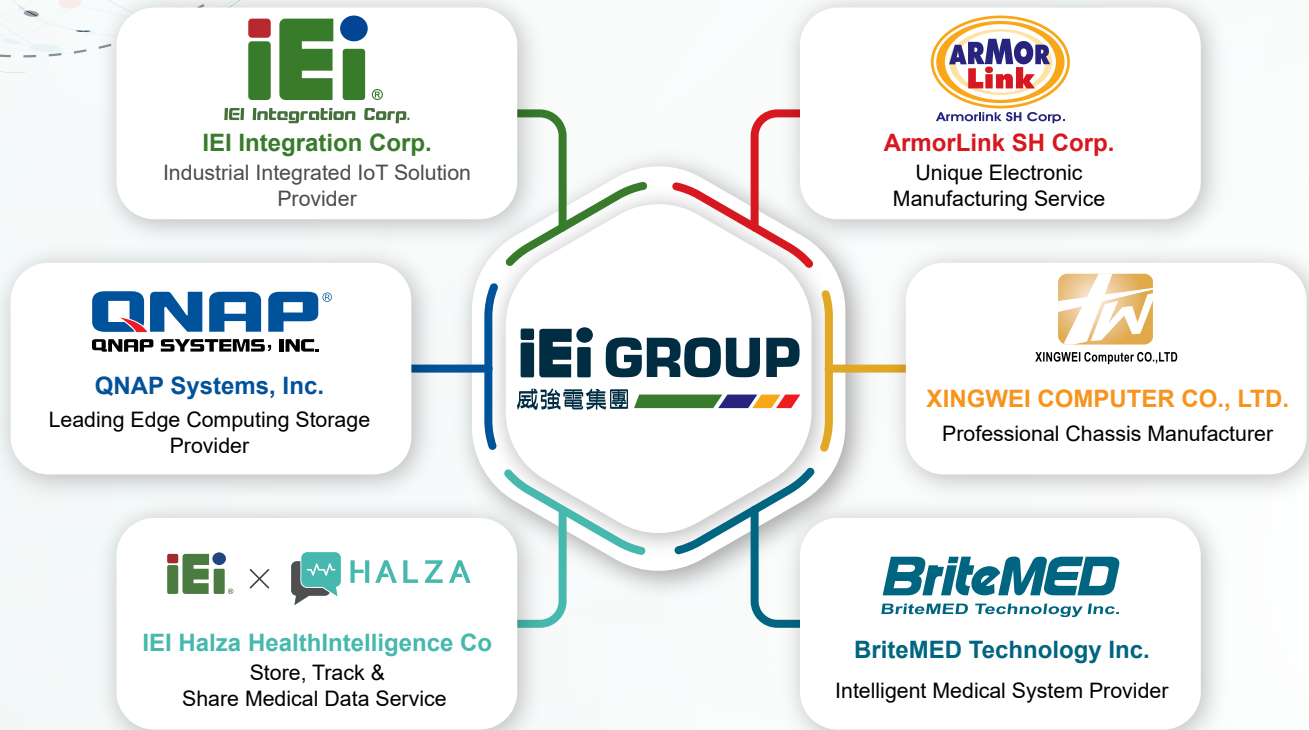 iEi®
IEI Integration Corp.
IEI Integration Corp.
Industrial Integrated IoT Solution
Provider
ARMOR
Link
Armorlink SH Corp.
ArmorLink SH Corp.
Unique Electronic
Manufacturing Service
QNAP®
QNAP SYSTEMS, INC.
QNAP Systems, Inc.
Leading Edge Computing Storage
Provider
iEi GROUP
威強電集團
TW
XINGWEI Computer CO.,LTD
XINGWEI COMPUTER CO., LTD.
Professional Chassis Manufacturer
iEi® × HALZA
IEI Halza HealthIntelligence Co
Store, Track &
Share Medical Data Service
BriteMED
BriteMED Technology Inc.
BriteMED Technology Inc.
Intelligent Medical System Provider